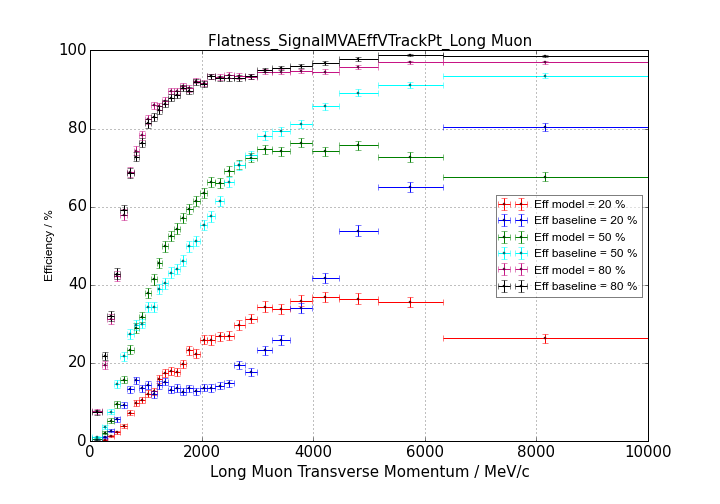 Flatness_SignalMVAEffVTrackPt_Long Muon
100
80
60
40
20
0
Efficiency / %
Eff model = 20 %
Eff baseline = 20 %
Eff model = 50 %
Eff baseline = 50 %
Eff model = 80 %
Eff baseline = 80 %
0 2000 4000 6000 8000 10000
Long Muon Transverse Momentum / MeV/c